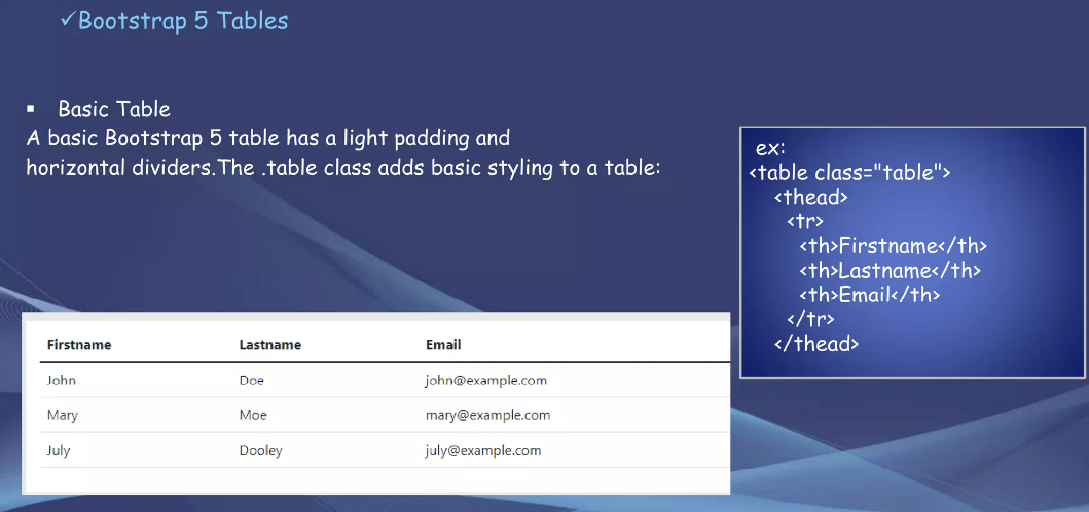 ✓Bootstrap 5 Tables
▪ Basic Table
A basic Bootstrap 5 table has a light padding and
horizontal dividers.The .table class adds basic styling to a table:
ex:
<table class="table">
<thead>
<tr>
<th>Firstname</th>
<th>Lastname</th>
<th>Email</th>
</tr>
</thead>
Firstname Lastname Email
John Doe john@example.com
Mary Moe mary@example.com
July Dooley july@example.com